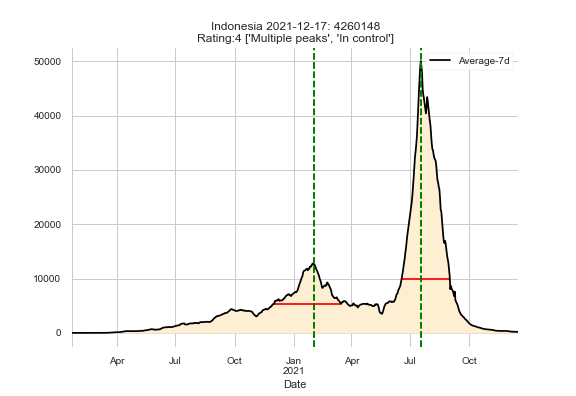 Indonesia 2021-12-17: 4260148
Rating:4 ['Multiple peaks', 'In control']
Average-7d
50000
40000
30000
20000
10000
0
Apr Jul Oct Jan Apr Jul Oct
2021
Date